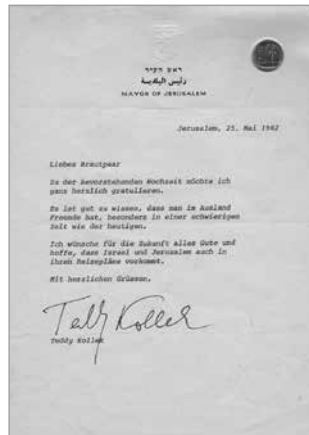 ראש העיר
رئيس البلدية
MAYOR OF JERUSALEM
Jerusalem, 25. Mai 1982
Liebes Brautpaar
Zu der bevorstehenden Hochzeit möchte ich
ganz herzlich gratulieren.
Es ist gut zu wissen, dass man im Ausland
Freunde hat, besonders in einer schwierigen
Zeit wie der heutigen.
Ich wünsche für die Zukunft alles Gute und
hoffe, dass Israel und Jerusalem auch in
Ihren Reisepläne vorkommt.
Mit herzlichen Grüssen,
Teddy Kollek
Teddy Kollek